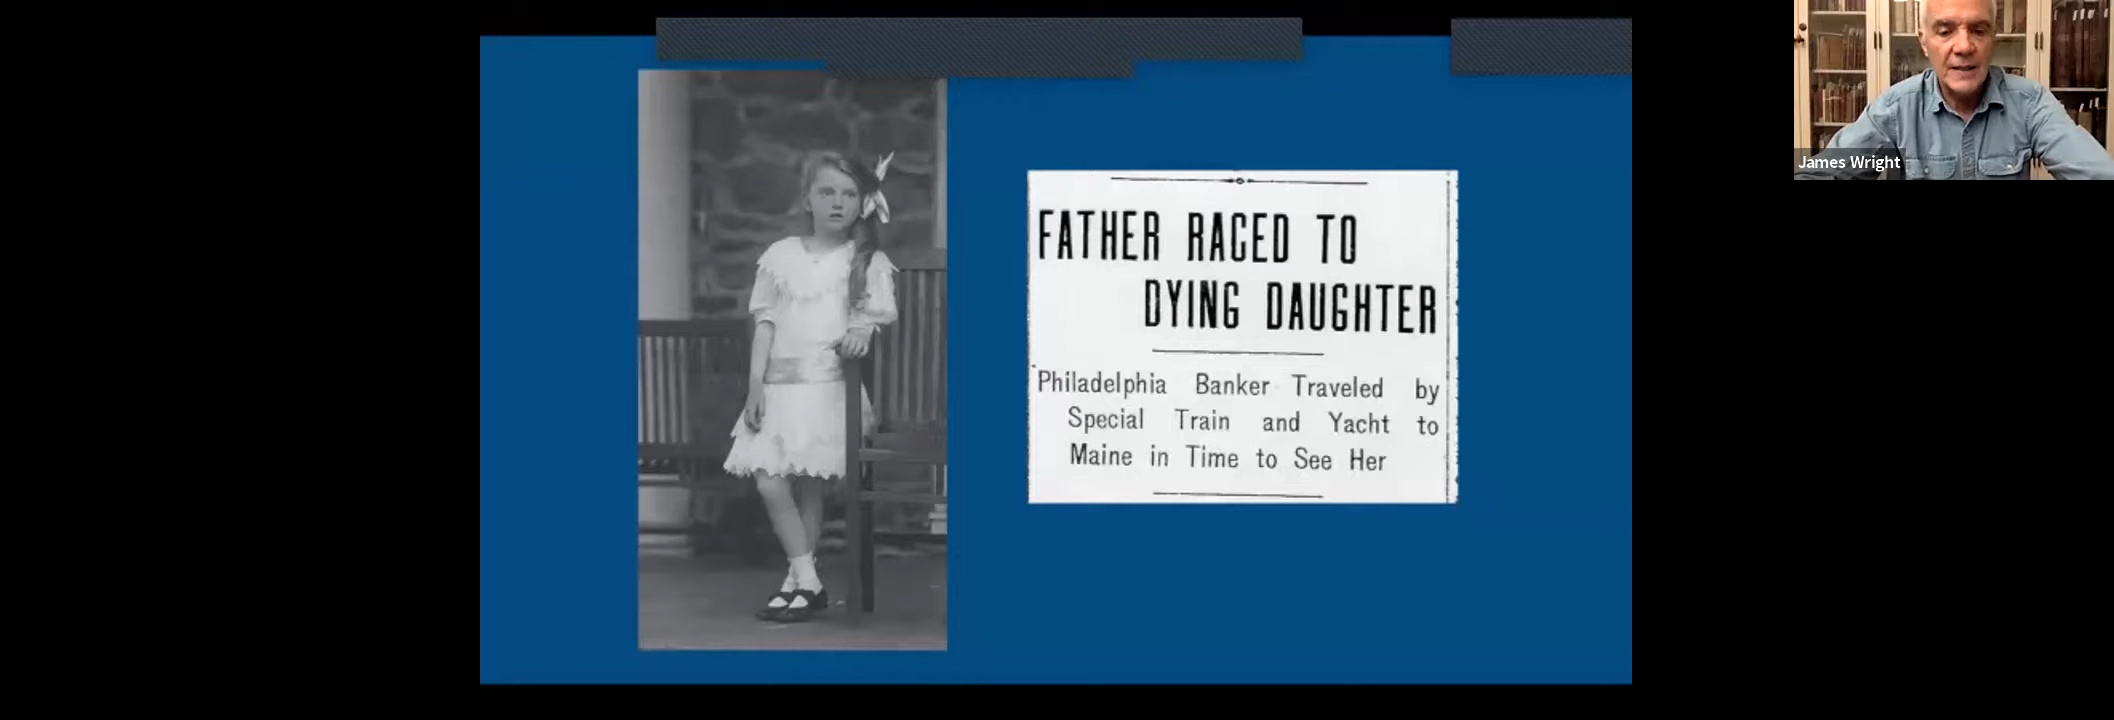 FATHER RACED TO
DYING DAUGHTER
Philadelphia Banker Traveled by
Special Train and Yacht to
Maine in Time to See Her
James Wright